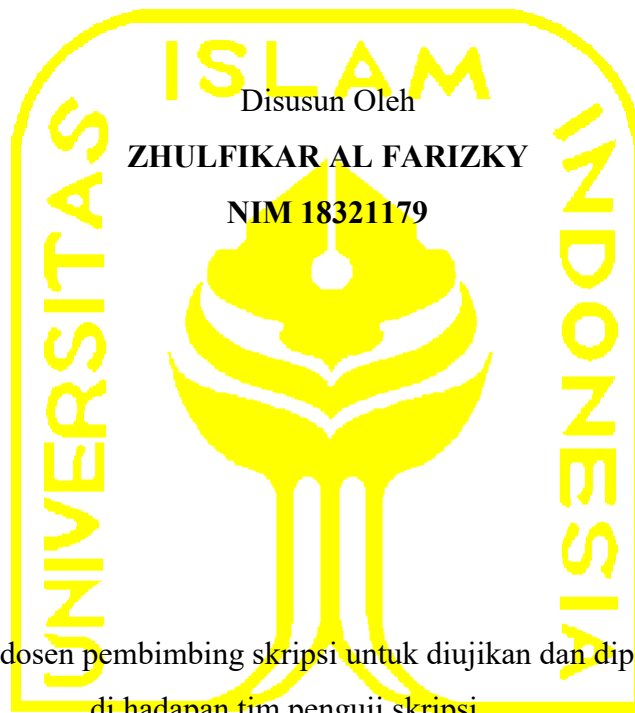 ISLAM
UNIVERSITAS
INDONESIA
Disusun Oleh
ZHULFIKAR AL FARIZKY
NIM 18321179
dosen pembimbing skripsi untuk diujikan dan dip
di hadapan tim penguji skripsi